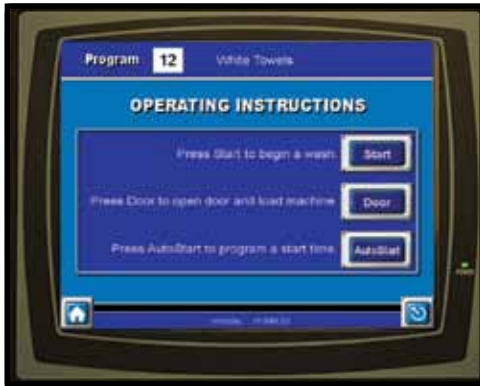 Program 12 White Towels
OPERATING INSTRUCTIONS
Press Start to begin a wash Start
Press Door to open door and load machine Door
Press AutoStart to program a start time AutoStart
POWER